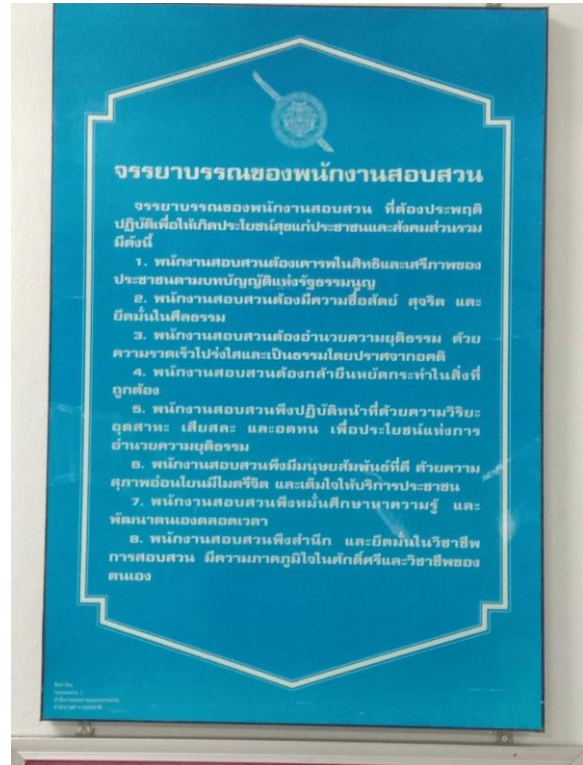 จรรยาบรรณของพนักงานสอบสวน
จรรยาบรรณของพนักงานสอบสวน ที่ต้องประพฤติ
ปฏิบัติเพื่อให้เกิดประโยชน์สุขแก่ประชาชนและสังคมส่วนรวม
มีดังนี้
1. พนักงานสอบสวนต้องเคารพในสิทธิและเสรีภาพของ
ประชาชนตามบทบัญญัติแห่งรัฐธรรมนูญ
2. พนักงานสอบสวนต้องมีความซื่อสัตย์ สุจริต และ
ยึดมั่นในศีลธรรม
3. พนักงานสอบสวนต้องอำนวยความยุติธรรม ด้วย
ความรวดเร็วโปร่งใสและเป็นธรรมโดยปราศจากอคติ
4. พนักงานสอบสวนต้องกล้ายืนหยัดกระทำในสิ่งที่
ถูกต้อง
5. พนักงานสอบสวนพึงปฏิบัติหน้าที่ด้วยความวิริยะ
อุตสาหะ เสียสละ และอดทน เพื่อประโยชน์แห่งการ
อำนวยความยุติธรรม
6. พนักงานสอบสวนพึงมีมนุษยสัมพันธ์ที่ดี ด้วยความ
สุภาพอ่อนโยนมีไมตรีจิต และเต็มใจให้บริการประชาชน
7. พนักงานสอบสวนพึงหมั่นศึกษาหาความรู้ และ
พัฒนาตนเองตลอดเวลา
8. พนักงานสอบสวนพึงสำนึก และยึดมั่นในวิชาชีพ
การสอบสวน มีความภาคภูมิใจในศักดิ์ศรีและวิชาชีพของ
ตนเอง